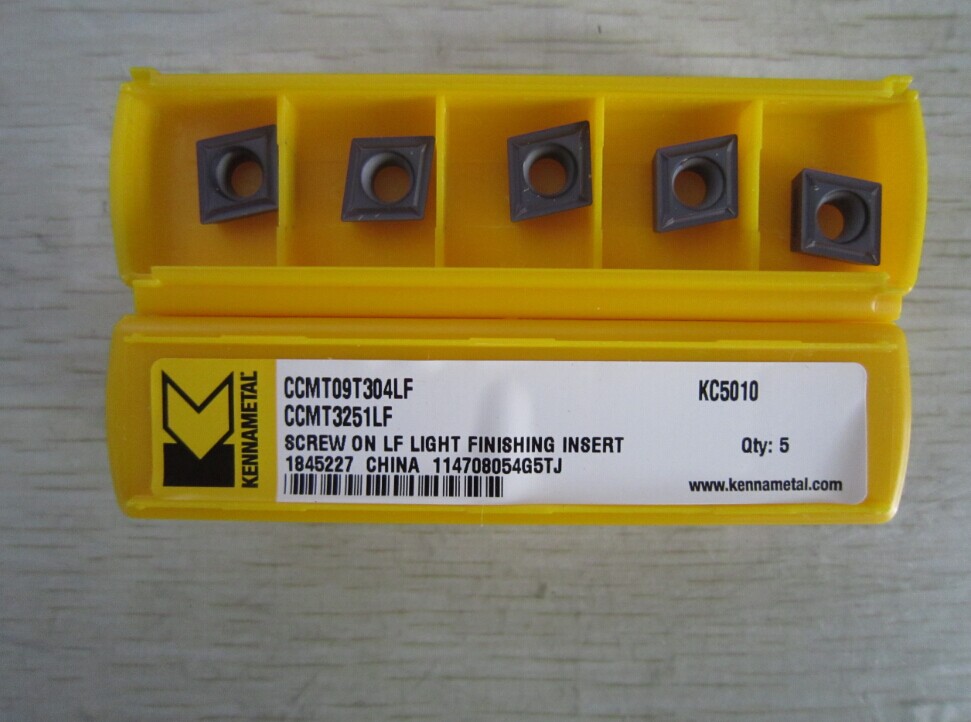 KENNAMETAL
CCMT09T304LF
KC5010
CCMT3251LF
SCREW ON LF LIGHT FINISHING INSERT
Qty: 5
1845227 CHINA 114708054G5TJ
www.kennametal.com